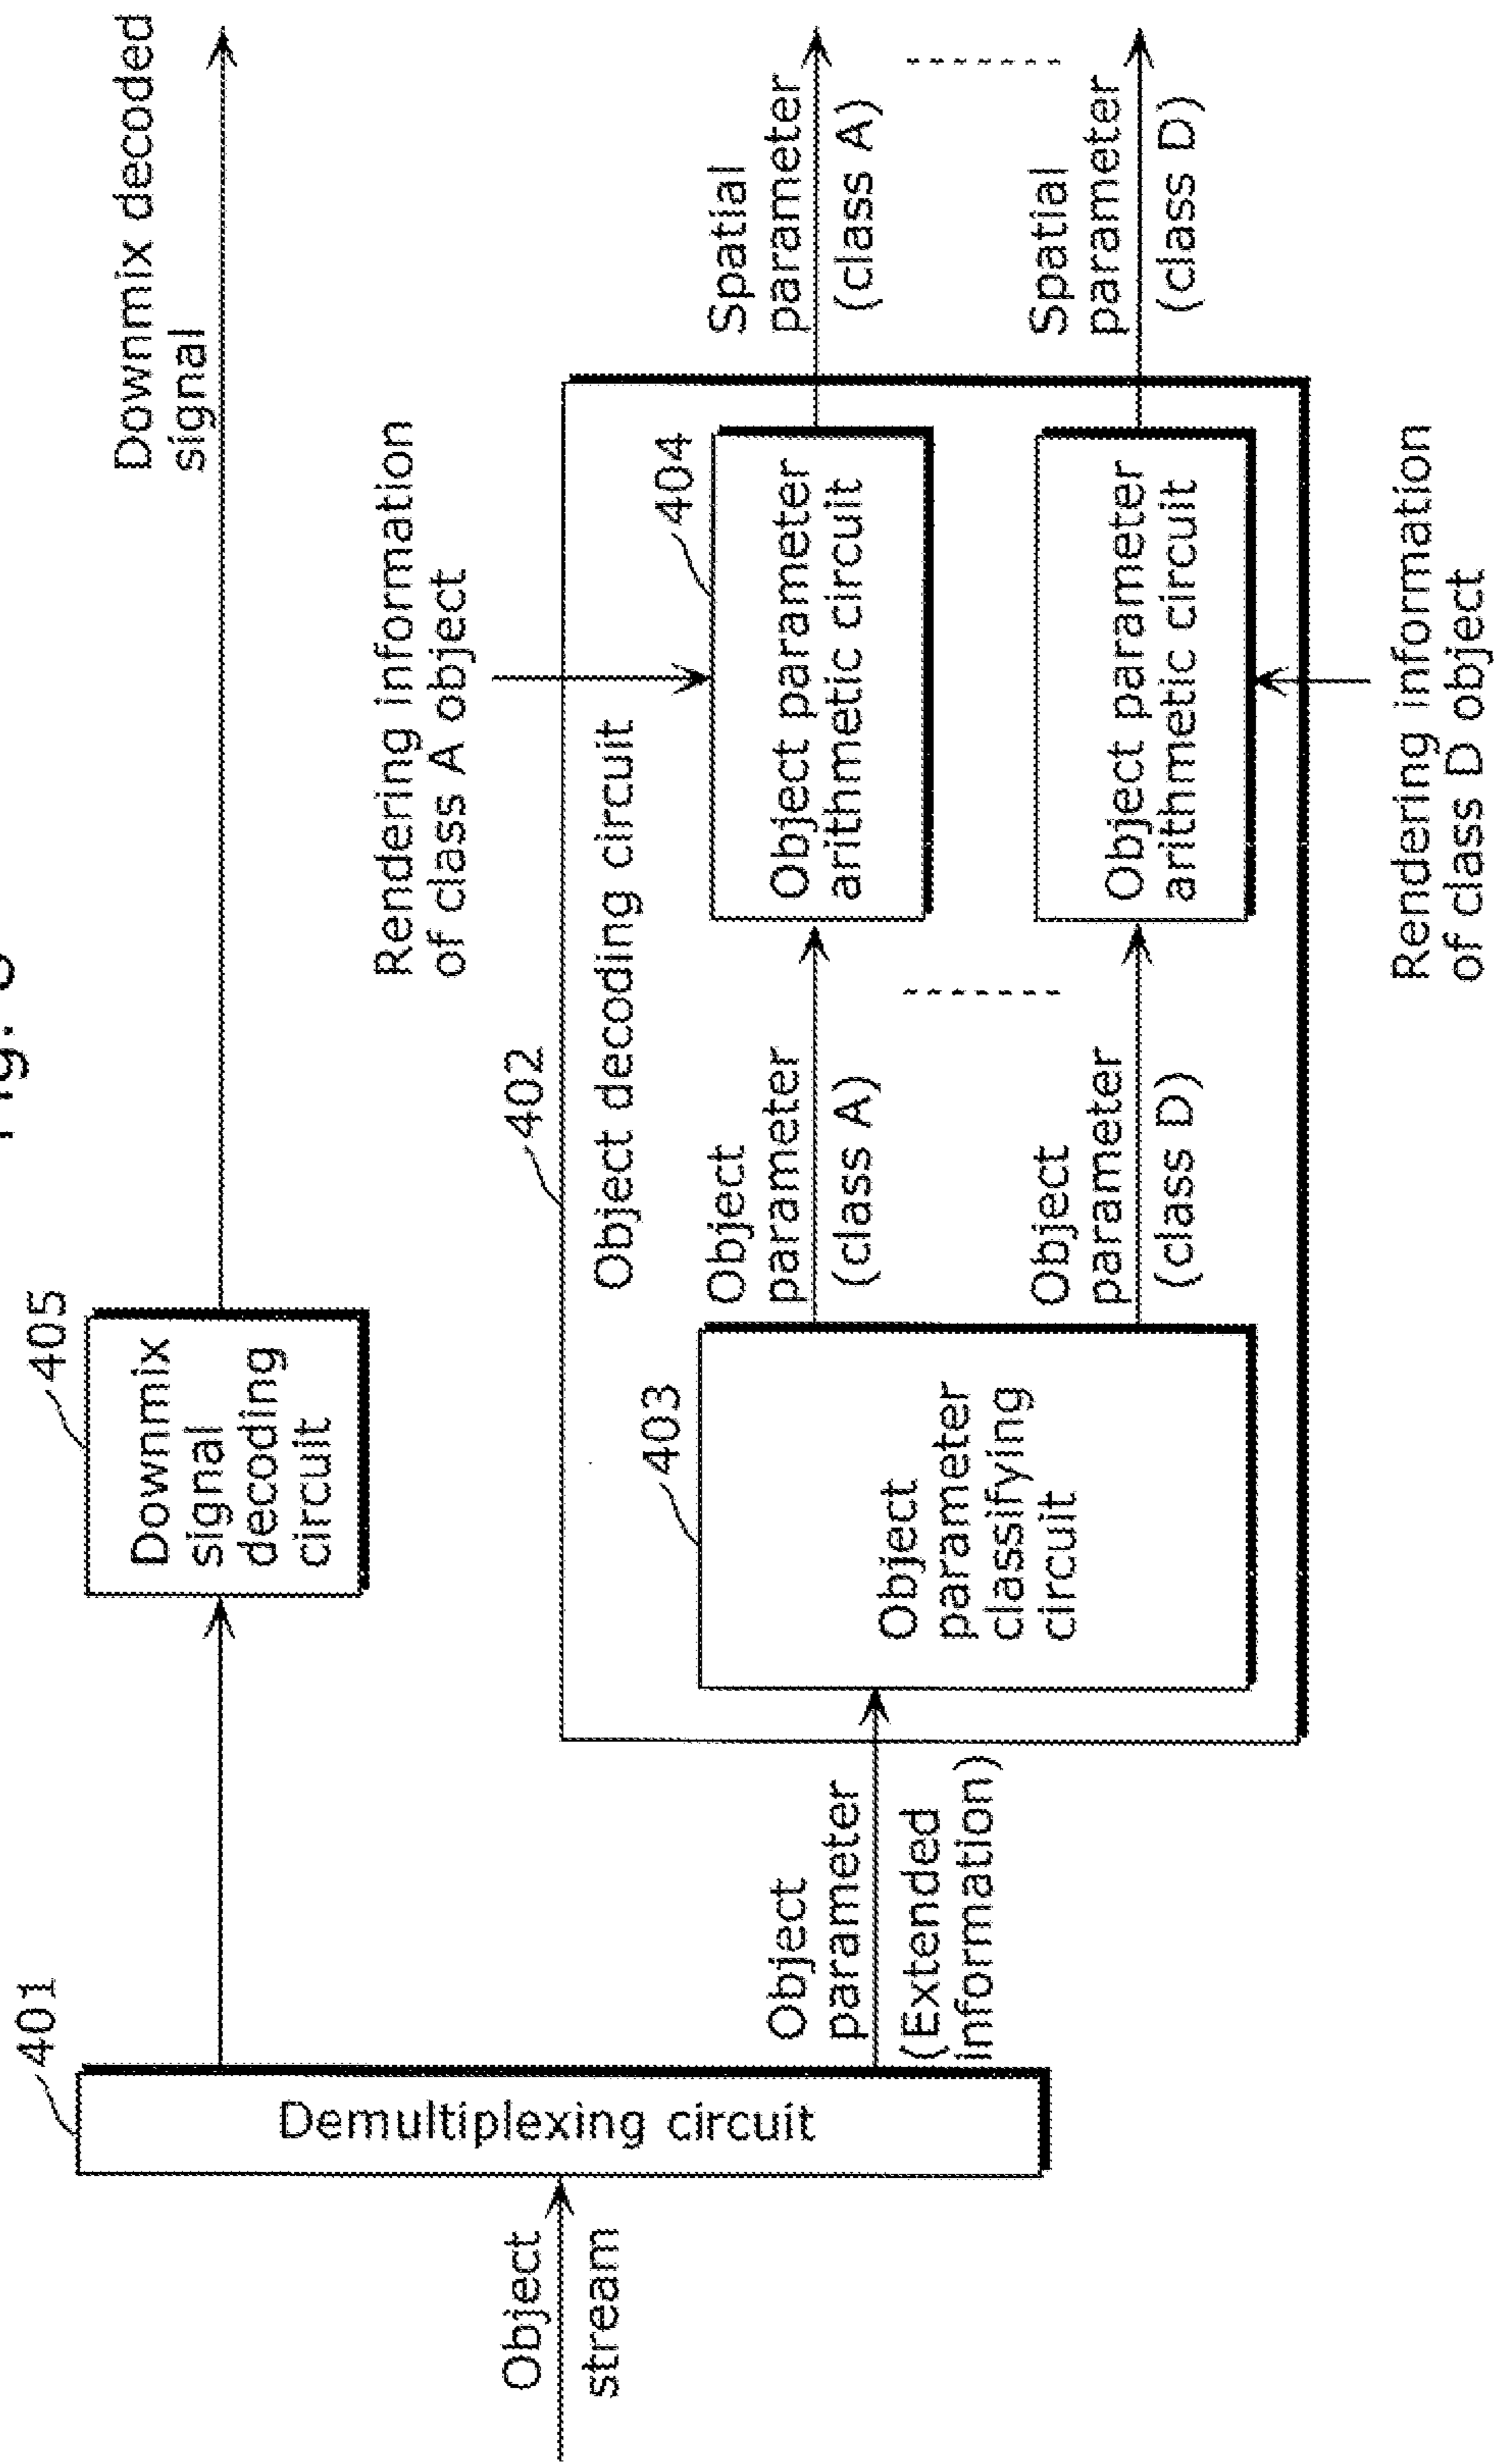 Downmix decoded
signal
405
Downmix
signal
decoding
circuit
401
Demultiplexing circuit
Object
stream
Object
parameter
(Extended
information)
402
Object decoding circuit
403
Object
parameter
classifying
circuit
Object
parameter
(class A)
Object
parameter
(class D)
Rendering information
of class A object
404
Object parameter
arithmetic circuit
Object parameter
arithmetic circuit
Rendering information
of class D object
Spatial
parameter
(class A)
Spatial
parameter
(class D)